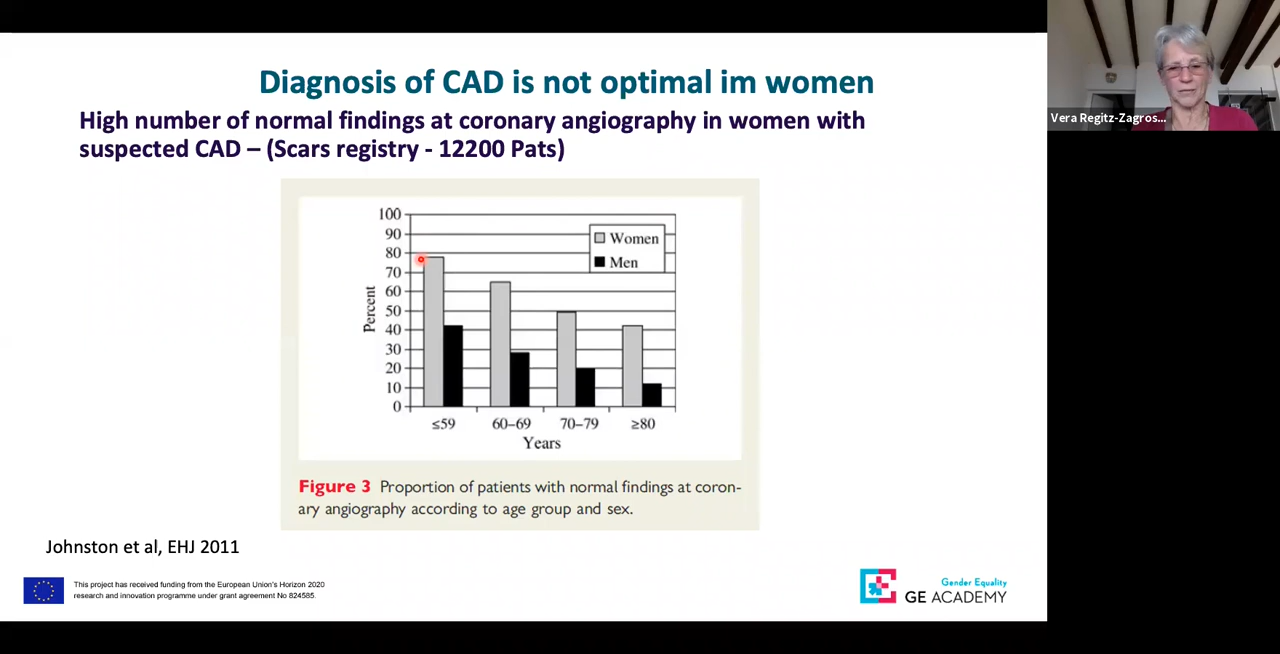 Diagnosis of CAD is not optimal im women
High number of normal findings at coronary angiography in women with
suspected CAD – (Scars registry - 12200 Pats)
100
90
80
70
60
50
40
30
20
10
0
Percent
Women
Men
≤59 60–69 70–79 ≥80
Years
Figure 3 Proportion of patients with normal findings at coron-
ary angiography according to age group and sex.
Johnston et al, EHJ 2011
This project has received funding from the European Union's Horizon 2020
research and innovation programme under grant agreement No 824585.
Gender Equality
GE ACADEMY
Vera Regitz-Zagros...